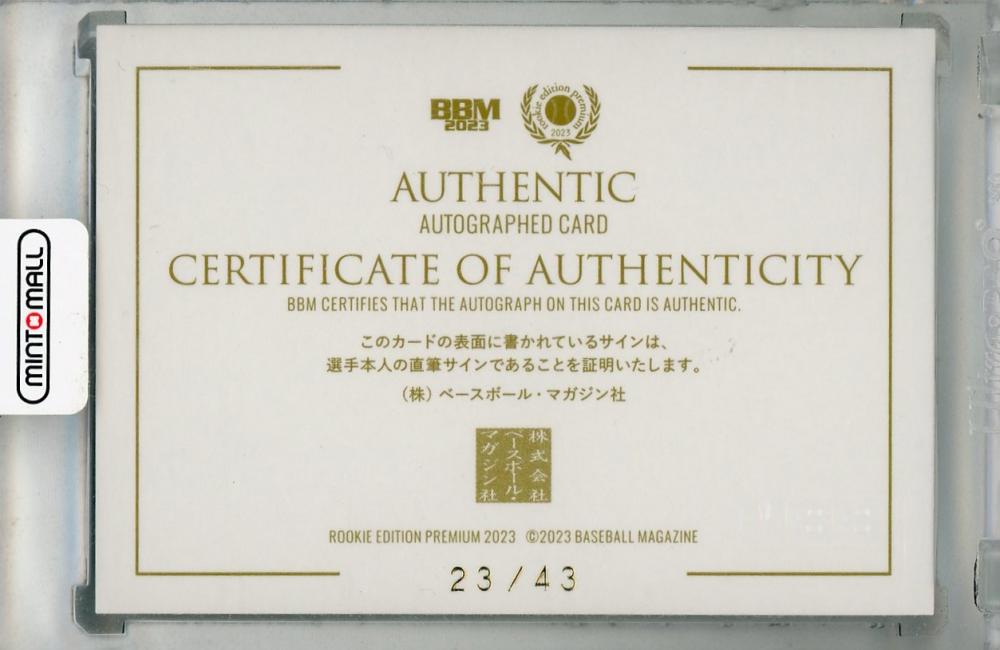 BBM
2023
rookie edition premium
2023
AUTHENTIC
AUTOGRAPHED CARD
CERTIFICATE OF AUTHENTICITY
BBM CERTIFIES THAT THE AUTOGRAPH ON THIS CARD IS AUTHENTIC.
このカードの表面に書かれているサインは、
選手本人の直筆サインであることを証明いたします。
(株)ベースボール・マガジン社
株式会社
ベースボール・
マガジン社
ROOKIE EDITION PREMIUM 2023 ©2023 BASEBALL MAGAZINE
23/43
MINTOMALL